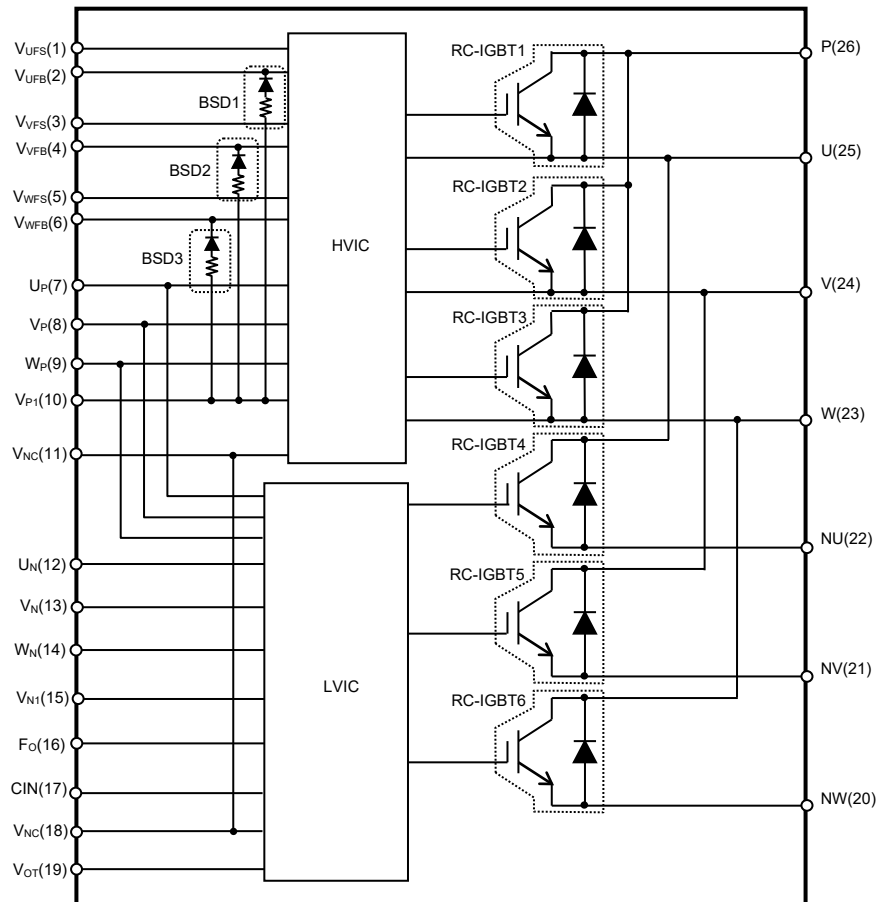 VUFS(1)
VUFB(2)
VVFS(3)
VVFB(4)
VWFS(5)
VWFB(6)
UP(7)
VP(8)
WP(9)
VP1(10)
VNC(11)
UN(12)
VN(13)
WN(14)
VN1(15)
FO(16)
CIN(17)
VNC(18)
VOT(19)
BSD1
BSD2
BSD3
HVIC
LVIC
RC-IGBT1
RC-IGBT2
RC-IGBT3
RC-IGBT4
RC-IGBT5
RC-IGBT6
P(26)
U(25)
V(24)
W(23)
NU(22)
NV(21)
NW(20)